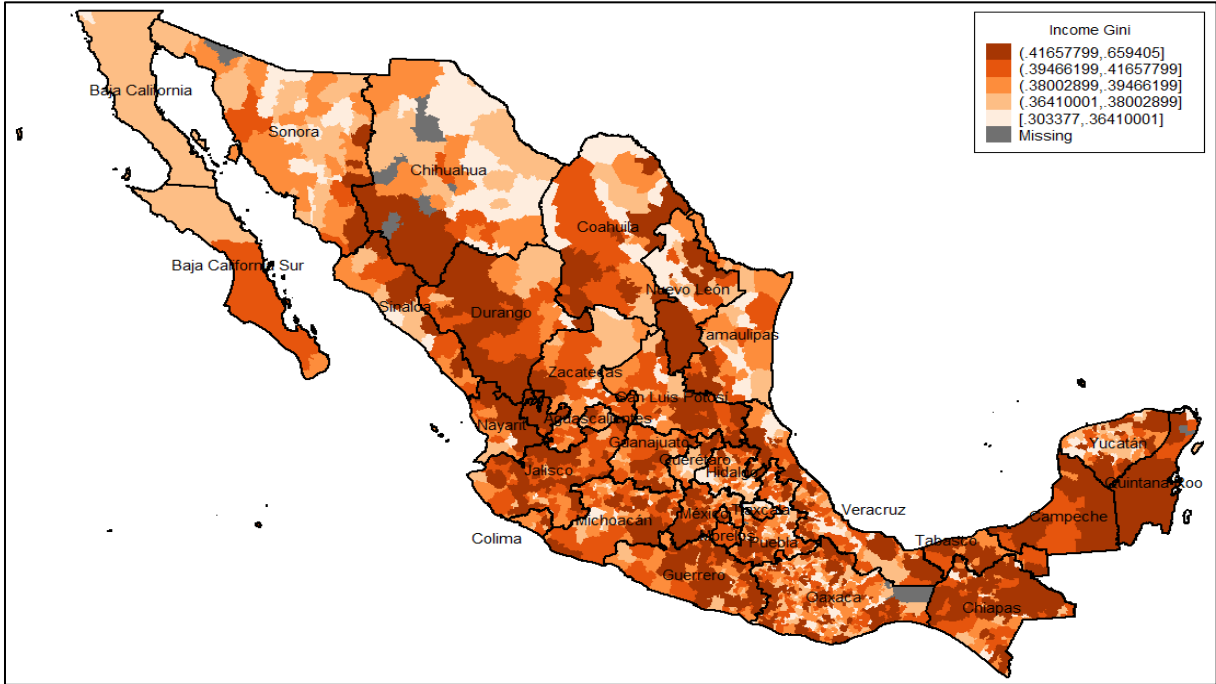 Income Gini
(.41657799,.659405]
(.39466199,.41657799]
(.38002899,.39466199]
(.36410001,.38002899]
[.303377,.36410001]
Missing
Baja California
Sonora
Chihuahua
Coahuila
Baja California Sur
Sinaloa
Durango
Nuevo León
Tamaulipas
Zacatecas
San Luis Potosí
Aguascalientes
Nayarit
Guanajuato
Querétaro
Hidalgo
Yucatán
Jalisco
Quintana Roo
México
Tlaxcala
Veracruz
Campeche
Michoacán
Colima
Morelos
Puebla
Tabasco
Guerrero
Oaxaca
Chiapas